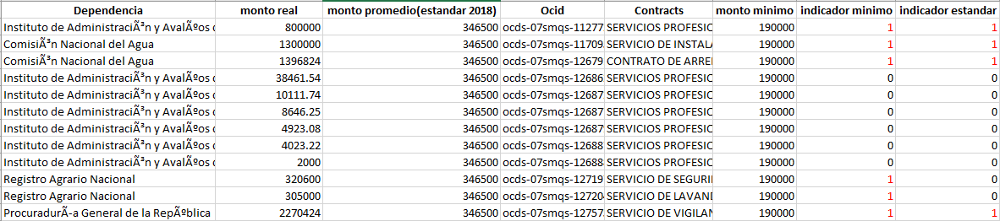 Dependencia monto real monto promedio(estandar 2018) Ocid Contracts monto minimo indicador minimo indicador estandar
Instituto de AdministraciÃ³n y AvalÃºos d 800000 346500 ocds-07smqs-11277 SERVICIOS PROFESIC 190000 1 1
ComisiÃ³n Nacional del Agua 1300000 346500 ocds-07smqs-11709 SERVICIO DE INSTALA 190000 1 1
ComisiÃ³n Nacional del Agua 1396824 346500 ocds-07smqs-12679 CONTRATO DE ARRE 190000 1 1
Instituto de AdministraciÃ³n y AvalÃºos d 38461.54 346500 ocds-07smqs-12686 SERVICIOS PROFESIC 190000 0 0
Instituto de AdministraciÃ³n y AvalÃºos d 10111.74 346500 ocds-07smqs-12687 SERVICIOS PROFESIC 190000 0 0
Instituto de AdministraciÃ³n y AvalÃºos d 8646.25 346500 ocds-07smqs-12687 SERVICIOS PROFESIC 190000 0 0
Instituto de AdministraciÃ³n y AvalÃºos d 4923.08 346500 ocds-07smqs-12687 SERVICIOS PROFESIC 190000 0 0
Instituto de AdministraciÃ³n y AvalÃºos d 4023.22 346500 ocds-07smqs-12688 SERVICIOS PROFESIC 190000 0 0
Instituto de AdministraciÃ³n y AvalÃºos d 2000 346500 ocds-07smqs-12688 SERVICIOS PROFESIC 190000 0 0
Registro Agrario Nacional 320600 346500 ocds-07smqs-12719 SERVICIO DE SEGURI 190000 1 0
Registro Agrario Nacional 305000 346500 ocds-07smqs-12720 SERVICIO DE LAVAND 190000 1 0
ProcuradurÃ-a General de la RepÃºblica 2270424 346500 ocds-07smqs-12757 SERVICIO DE VIGILAN 190000 1 1